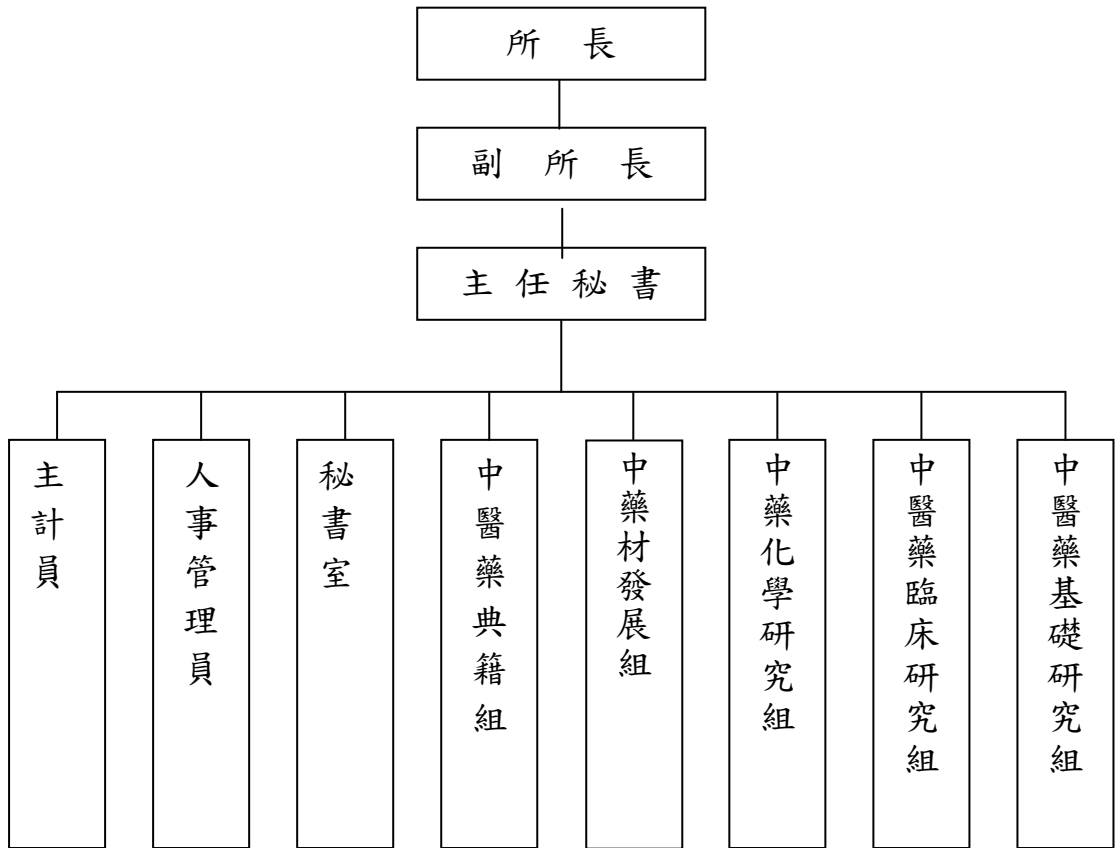 所 長
副 所 長
主 任 秘 書
主計員
人事管理員
秘書室
中醫藥典籍組
中藥材發展組
中藥化學研究組
中醫藥臨床研究組
中醫藥基礎研究組